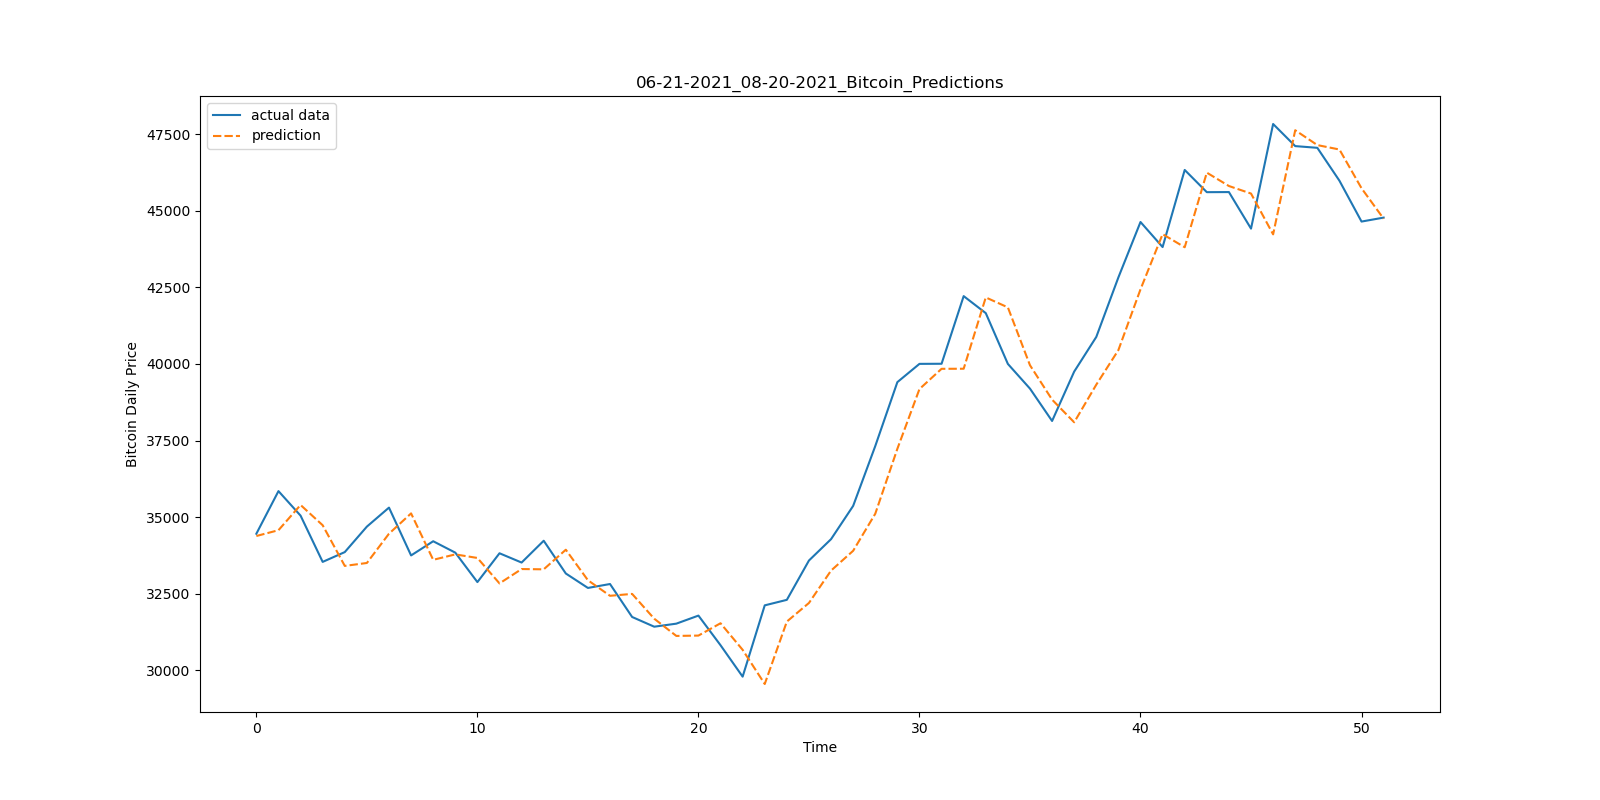 06-21-2021_08-20-2021_Bitcoin_Predictions
actual data
prediction
47500
45000
42500
40000
37500
35000
32500
30000
Bitcoin Daily Price
0 10 20 30 40 50
Time